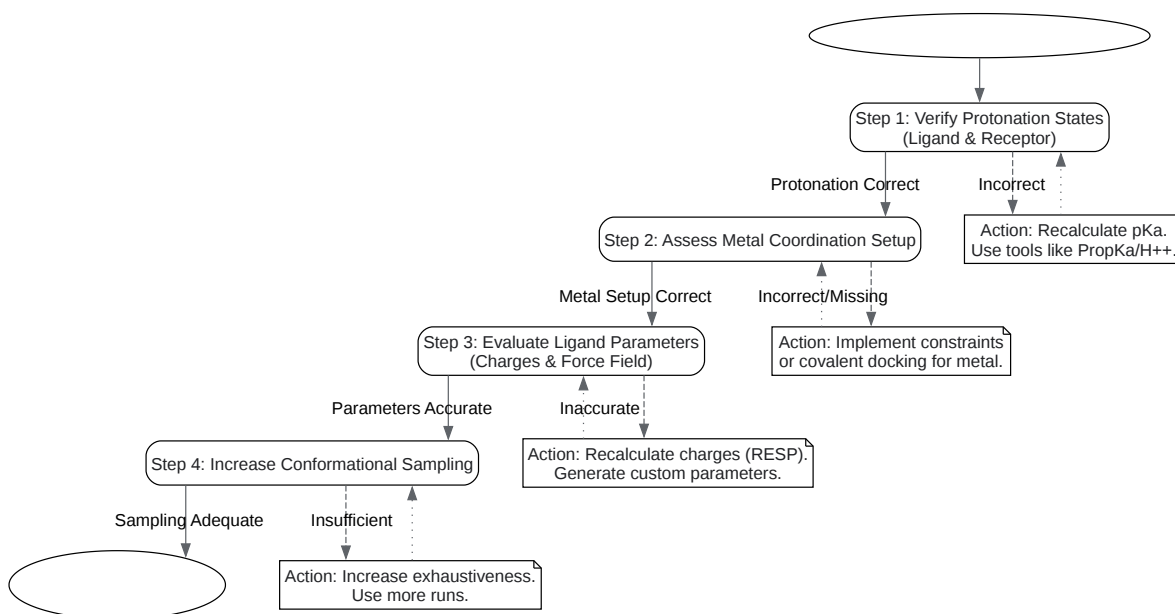 Step 1: Verify Protonation States
(Ligand & Receptor)
Protonation Correct
Incorrect
Action: Recalculate pKa.
Use tools like PropKa/H++.
Step 2: Assess Metal Coordination Setup
Metal Setup Correct
Incorrect/Missing
Action: Implement constraints
or covalent docking for metal.
Step 3: Evaluate Ligand Parameters
(Charges & Force Field)
Parameters Accurate
Inaccurate
Action: Recalculate charges (RESP).
Generate custom parameters.
Step 4: Increase Conformational Sampling
Sampling Adequate
Insufficient
Action: Increase exhaustiveness.
Use more runs.